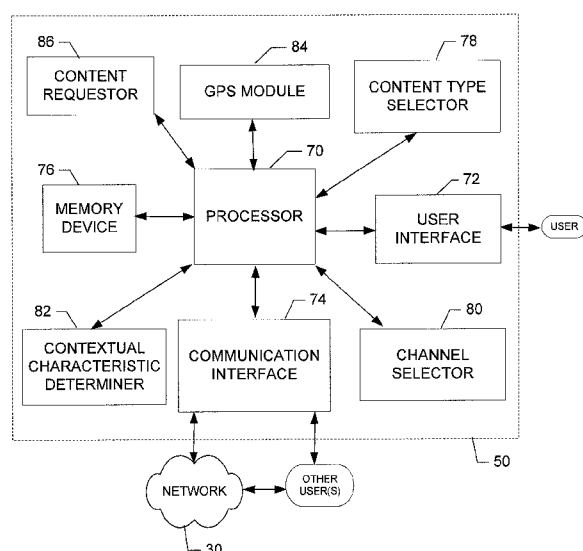 86
84
78
CONTENT
REQUESTOR
GPS MODULE
CONTENT TYPE
SELECTOR
76
70
72
MEMORY
DEVICE
PROCESSOR
USER
INTERFACE
USER
82
74
80
CONTEXTUAL
CHARACTERISTIC
DETERMINER
COMMUNICATION
INTERFACE
CHANNEL
SELECTOR
50
NETWORK
OTHER
USER(S)
30